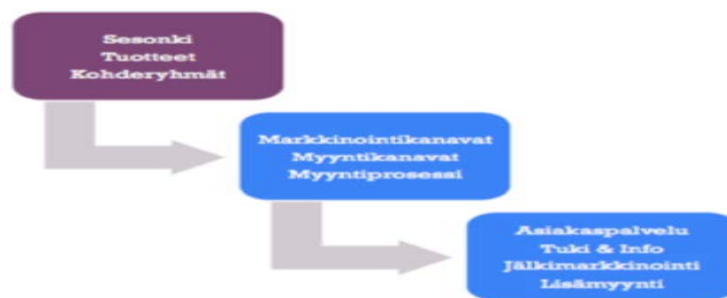 Sesonki
Tuotteet
Kohderyhmät
Markkinointikanavat
Myyntikanavat
Myyntiprosessi
Asiakaspalvelu
Tuki & Info
Jälkimarkkinointi
Lisämyynti